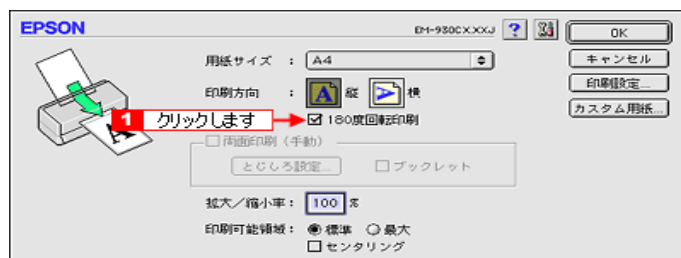 EPSON EM-930CX.XXJ ? OK
用紙サイズ : A4 キャンセル
印刷方向 : A 縦 A 横 印刷設定...
カスタム用紙...
1 クリックします 180度回転印刷
A
両面印刷（手動）
とじしろ設定... ブックレット
拡大／縮小率： 100 %
印刷可能領域： 標準 最大
センタリング